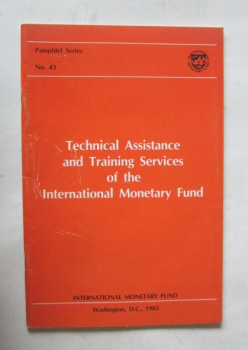 Pamphlet Series
No. 43
Technical Assistance
and Training Services
of the
International Monetary Fund
INTERNATIONAL MONETARY FUND
Washington, D.C., 1985